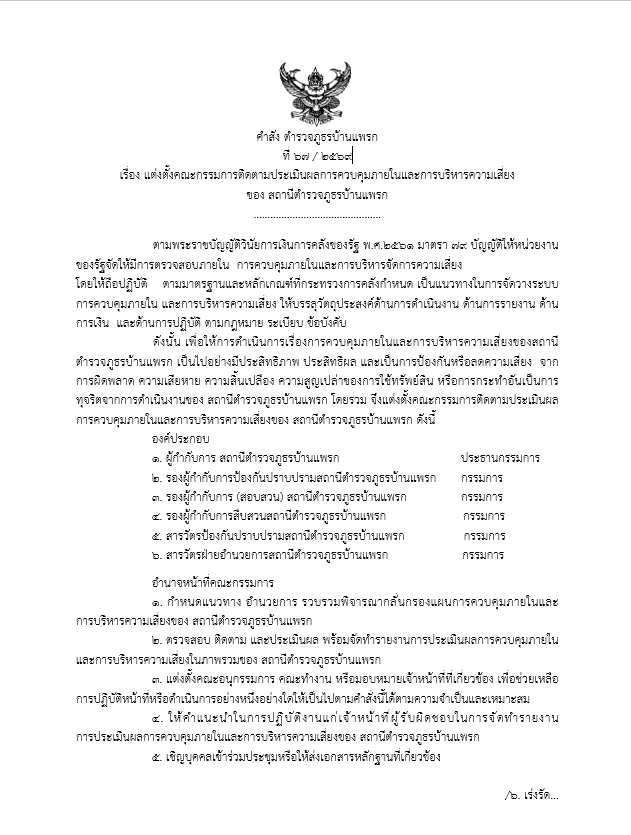 คำสั่ง ตำรวจภูธรบ้านแพรก
ที่ ๖๗ / ๒๕๖๙
เรื่อง แต่งตั้งคณะกรรมการติดตามประเมินผลการควบคุมภายในและการบริหารความเสี่ยง
ของ สถานีตำรวจภูธรบ้านแพรก
..............................................
ตามพระราชบัญญัติวินัยการเงินการคลังของรัฐ พ.ศ.๒๕๖๑ มาตรา ๗๙ บัญญัติให้หน่วยงาน
ของรัฐจัดให้มีการตรวจสอบภายใน การควบคุมภายในและการบริหารจัดการความเสี่ยง
โดยให้ถือปฏิบัติ ตามมาตรฐานและหลักเกณฑ์ที่กระทรวงการคลังกำหนด เป็นแนวทางในการจัดวางระบบ
การควบคุมภายใน และการบริหารความเสี่ยง ให้บรรลุวัตถุประสงค์ด้านการดำเนินงาน ด้านการรายงาน ด้าน
การเงิน และด้านการปฏิบัติ ตามกฎหมาย ระเบียบ ข้อบังคับ
ดังนั้น เพื่อให้การดำเนินการเรื่องการควบคุมภายในและการบริหารความเสี่ยงของสถานี
ตำรวจภูธรบ้านแพรก เป็นไปอย่างมีประสิทธิภาพ ประสิทธิผล และเป็นการป้องกันหรือลดความเสี่ยง จาก
การผิดพลาด ความเสียหาย ความสิ้นเปลือง ความสูญเปล่าของการใช้ทรัพย์สิน หรือการกระทำอันเป็นการ
ทุจริตจากการดำเนินงานของ สถานีตำรวจภูธรบ้านแพรก โดยรวม จึงแต่งตั้งคณะกรรมการติดตามประเมินผล
การควบคุมภายในและการบริหารความเสี่ยงของ สถานีตำรวจภูธรบ้านแพรก ดังนี้
องค์ประกอบ
๑. ผู้กำกับการ สถานีตำรวจภูธรบ้านแพรก ประธานกรรมการ
๒. รองผู้กำกับการป้องกันปราบปรามสถานีตำรวจภูธรบ้านแพรก กรรมการ
๓. รองผู้กำกับการ (สอบสวน) สถานีตำรวจภูธรบ้านแพรก กรรมการ
๔. รองผู้กำกับการสืบสวนสถานีตำรวจภูธรบ้านแพรก กรรมการ
๕. สารวัตรป้องกันปราบปรามสถานีตำรวจภูธรบ้านแพรก กรรมการ
๖. สารวัตรฝ่ายอำนวยการสถานีตำรวจภูธรบ้านแพรก กรรมการ
อำนาจหน้าที่คณะกรรมการ
๑. กำหนดแนวทาง อำนวยการ รวบรวมพิจารณากลั่นกรองแผนการควบคุมภายในและ
การบริหารความเสี่ยงของ สถานีตำรวจภูธรบ้านแพรก
๒. ตรวจสอบ ติดตาม และประเมินผล พร้อมจัดทำรายงานการประเมินผลการควบคุมภายใน
และการบริหารความเสี่ยงในภาพรวมของ สถานีตำรวจภูธรบ้านแพรก
๓. แต่งตั้งคณะอนุกรรมการ คณะทำงาน หรือมอบหมายเจ้าหน้าที่ที่เกี่ยวข้อง เพื่อช่วยเหลือ
การปฏิบัติหน้าที่หรือดำเนินการอย่างหนึ่งอย่างใดให้เป็นไปตามคำสั่งนี้ได้ตามความจำเป็นและเหมาะสม
๔. ให้คำแนะนำในการปฏิบัติงานแก่เจ้าหน้าที่ผู้รับผิดชอบในการจัดทำรายงาน
การประเมินผลการควบคุมภายในและการบริหารความเสี่ยงของ สถานีตำรวจภูธรบ้านแพรก
๕. เชิญบุคคลเข้าร่วมประชุมหรือให้ส่งเอกสารหลักฐานที่เกี่ยวข้อง
/๖. เร่งรัด...